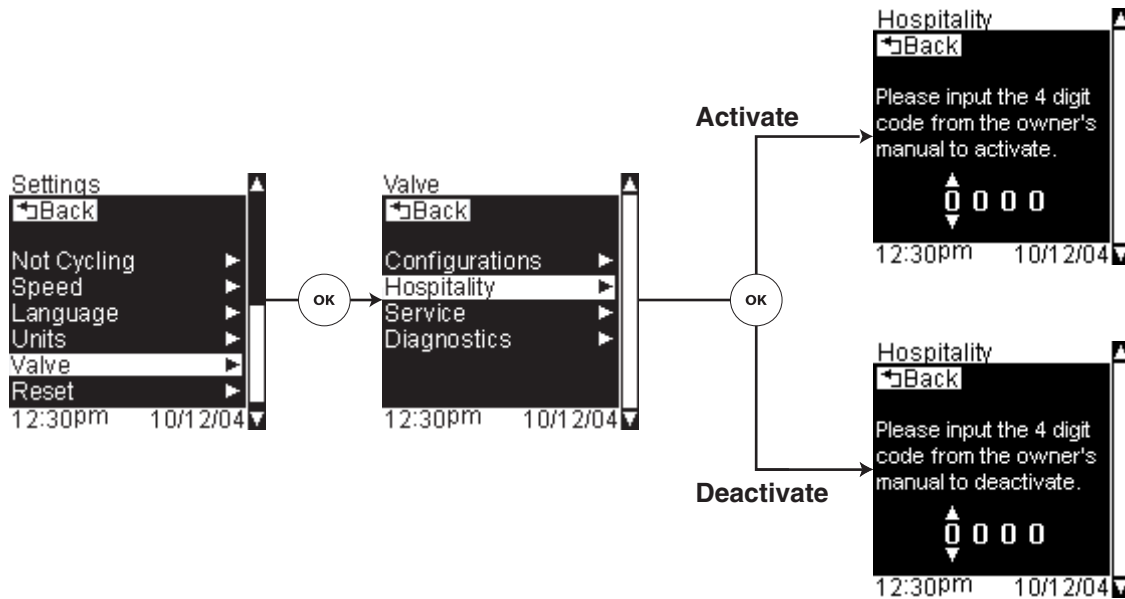 Settings
Back
Not Cycling
Speed
Language
Units
Valve
Reset
12:30pm 10/12/04
OK
Valve
Back
Configurations
Hospitality
Service
Diagnostics
12:30pm 10/12/04
OK
Activate
Hospitality
Back
Please input the 4 digit
code from the owner's
manual to activate.
0 0 0 0
12:30pm 10/12/04
Deactivate
Hospitality
Back
Please input the 4 digit
code from the owner's
manual to deactivate.
0 0 0 0
12:30pm 10/12/04